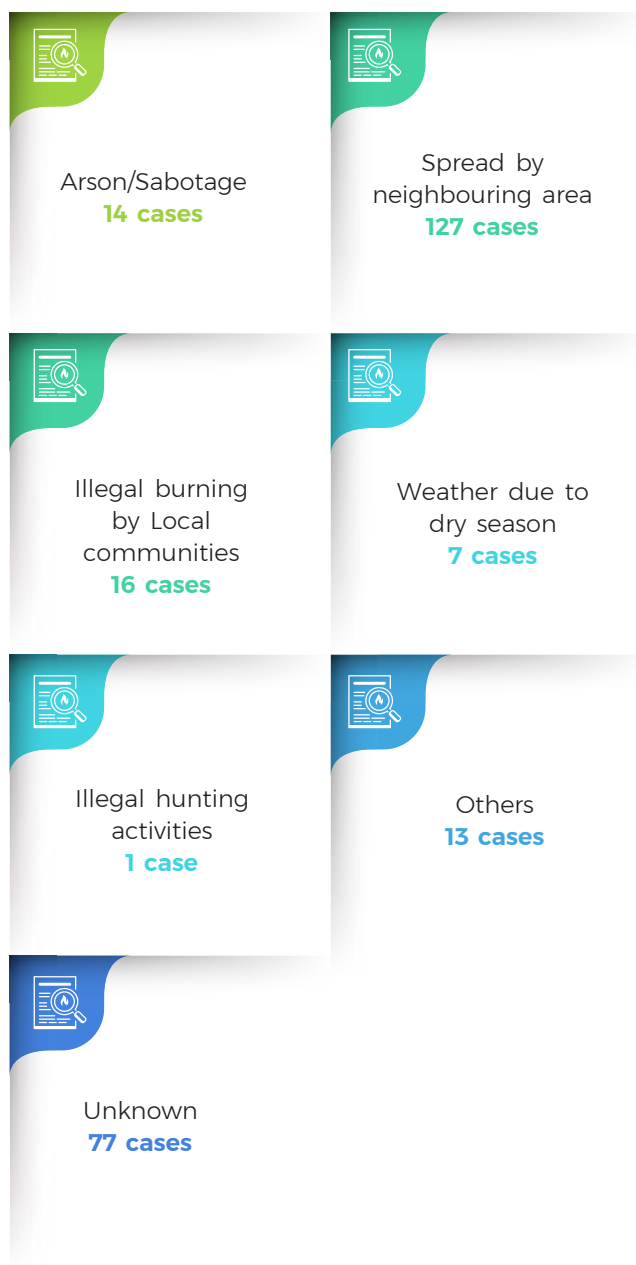 Arson/Sabotage
14 cases
Spread by
neighbouring area
127 cases
Illegal burning
by Local
communities
16 cases
Weather due to
dry season
7 cases
Illegal hunting
activities
1 case
Others
13 cases
Unknown
77 cases